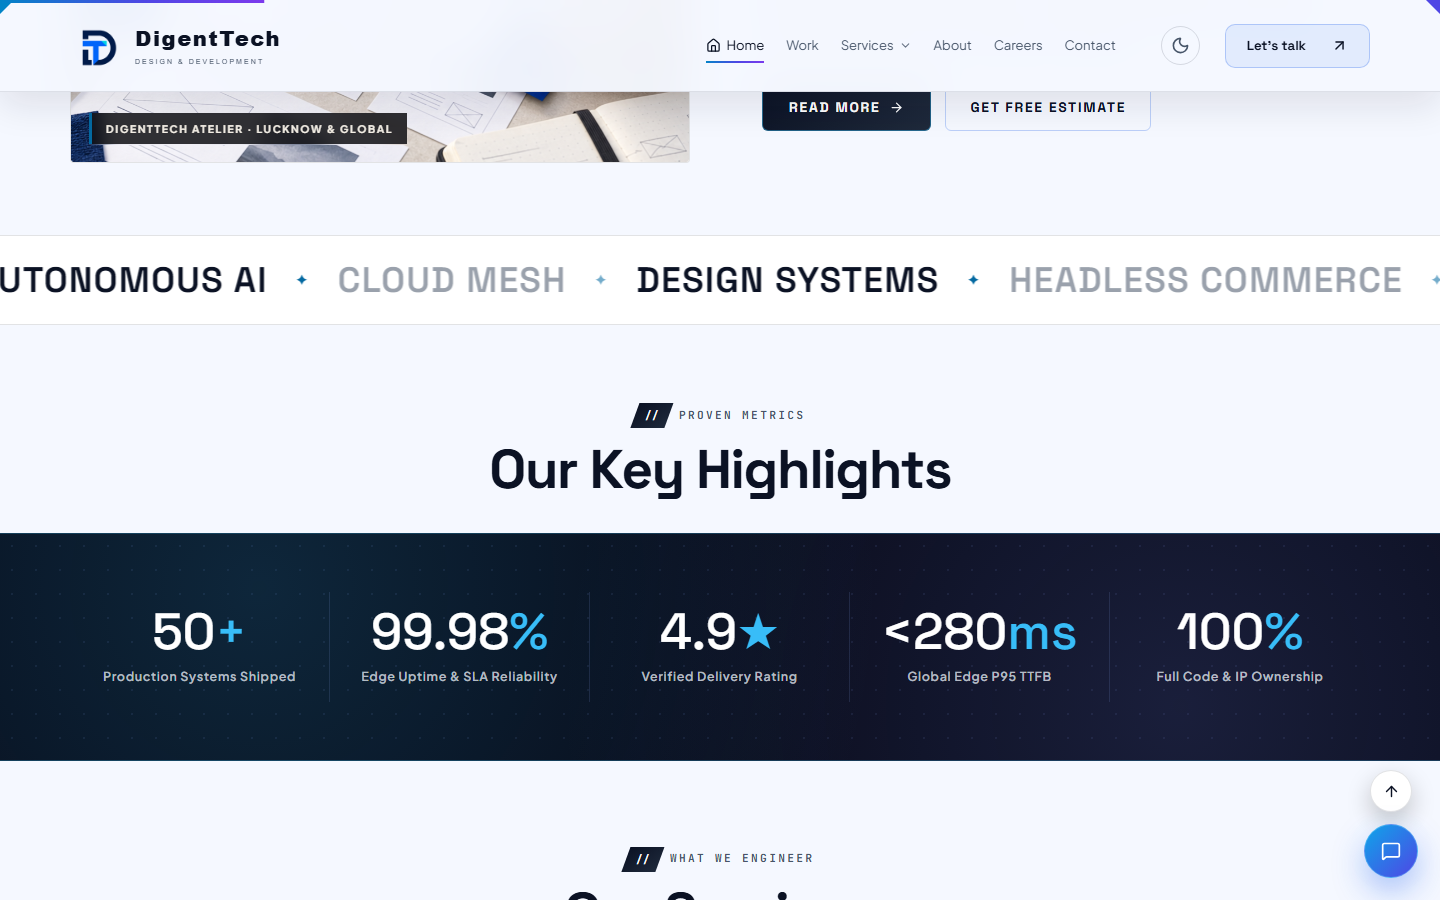 DigentTech
DESIGN & DEVELOPMENT
Home
Work
Services
About
Careers
Contact
Let's talk
DIGENTTECH ATELIER · LUCKNOW & GLOBAL
READ MORE →
GET FREE ESTIMATE
UTONOMOUS AI ✦ CLOUD MESH ✦ DESIGN SYSTEMS ✦ HEADLESS COMMERCE ✦
// PROVEN METRICS
Our Key Highlights
50+
Production Systems Shipped
99.98%
Edge Uptime & SLA Reliability
4.9★
Verified Delivery Rating
<280ms
Global Edge P95 TTFB
100%
Full Code & IP Ownership
// WHAT WE ENGINEER